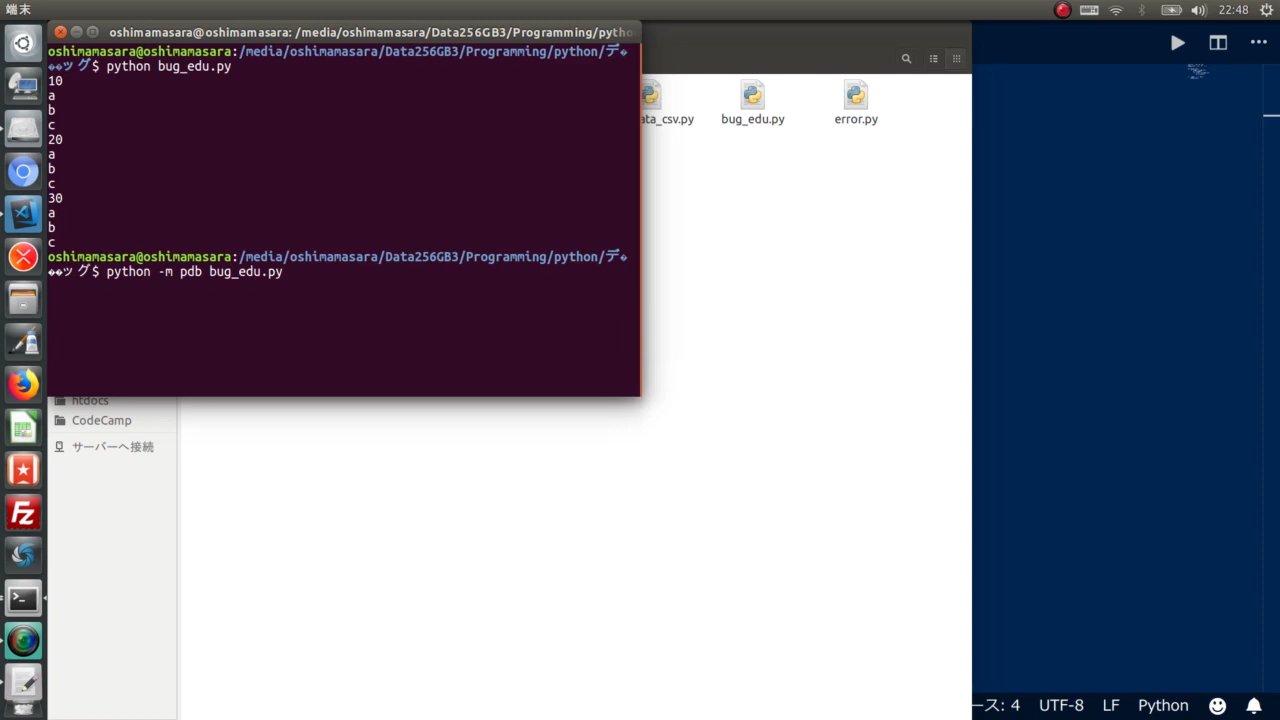 端末
22:48
oshimamasara@oshimamasara: /media/oshimamasara/Data256GB3/Programming/pytho
oshimamasara@oshimamasara:/media/oshimamasara/Data256GB3/Programming/python/デ�
��ッグ$ python bug_edu.py
10
a
b
c
20
a
b
c
30
a
b
c
oshimamasara@oshimamasara:/media/oshimamasara/Data256GB3/Programming/python/デ�
��ッグ$ python -m pdb bug_edu.py
ata_csv.py
bug_edu.py
error.py
htdocs
CodeCamp
サーバーへ接続
ース: 4 UTF-8 LF Python